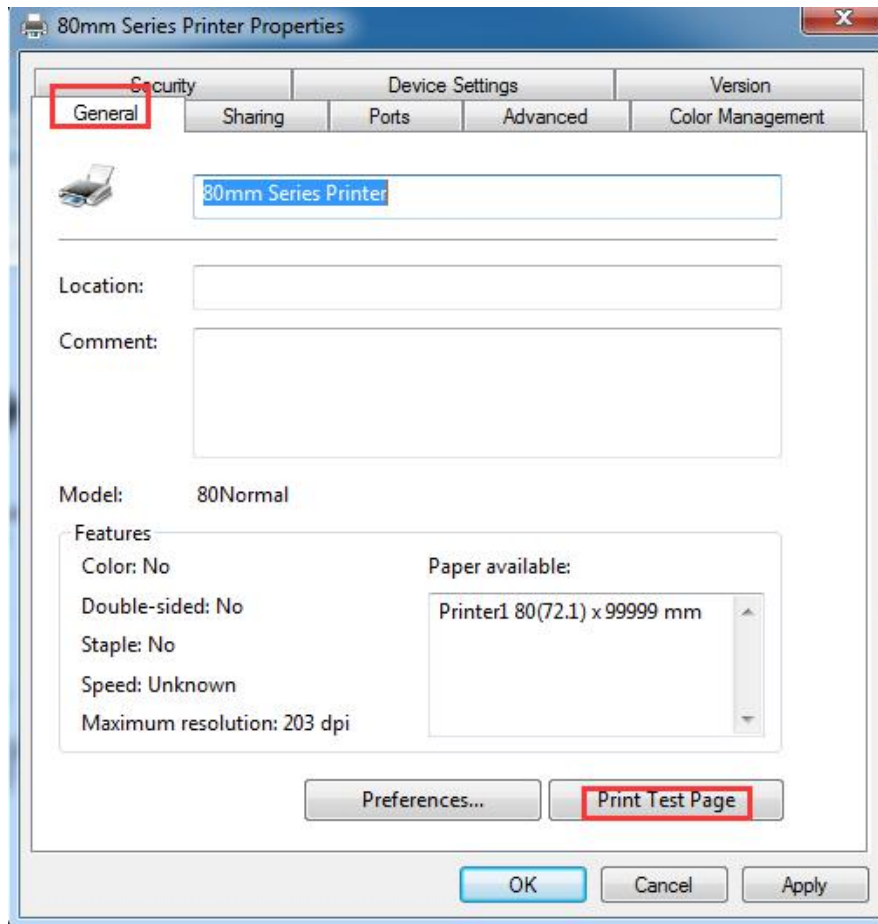 80mm Series Printer Properties
X
Security Device Settings Version
General Sharing Ports Advanced Color Management
80mm Series Printer
Location:
Comment:
Model: 80Normal
Features
Color: No Paper available:
Double-sided: No Printer1 80(72.1) x 99999 mm
Staple: No
Speed: Unknown
Maximum resolution: 203 dpi
Preferences... Print Test Page
OK Cancel Apply